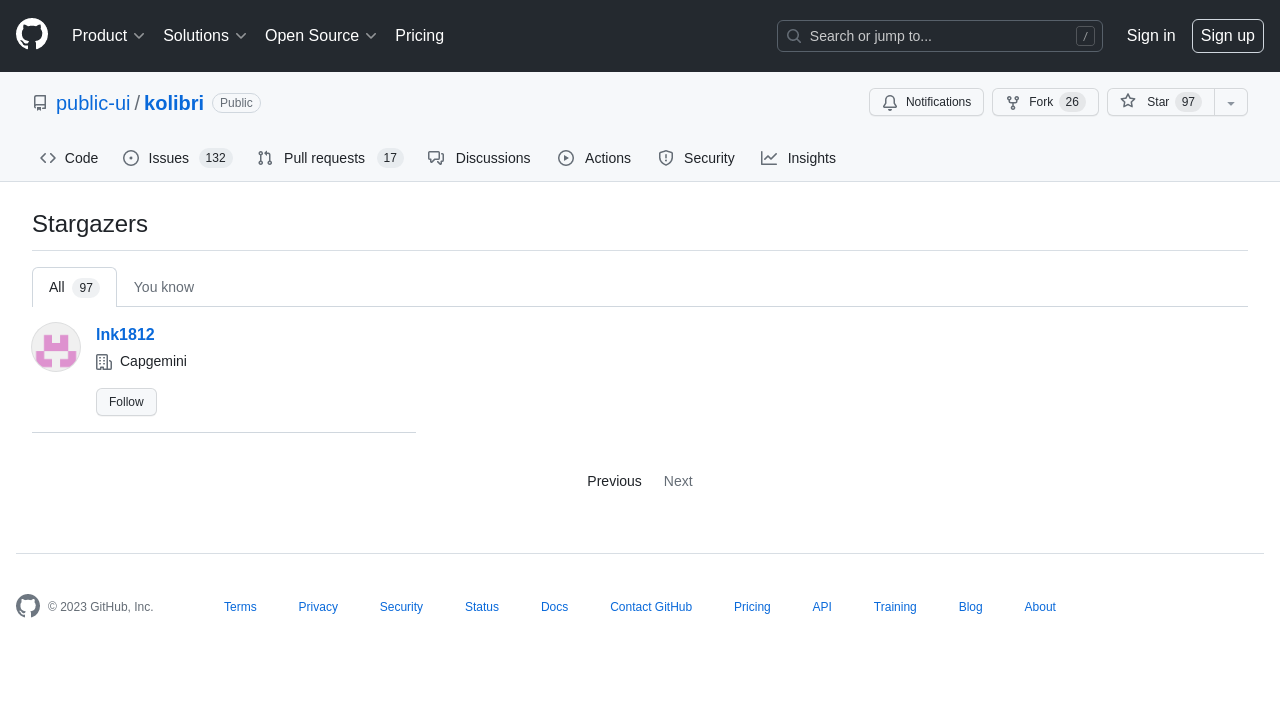 Product Solutions Open Source Pricing Search or jump to... / Sign in Sign up
public-ui / kolibri Public Notifications Fork 26 Star 97
Code Issues 132 Pull requests 17 Discussions Actions Security Insights
Stargazers
All 97 You know
lnk1812
Capgemini
Follow
Previous Next
© 2023 GitHub, Inc. Terms Privacy Security Status Docs Contact GitHub Pricing API Training Blog About